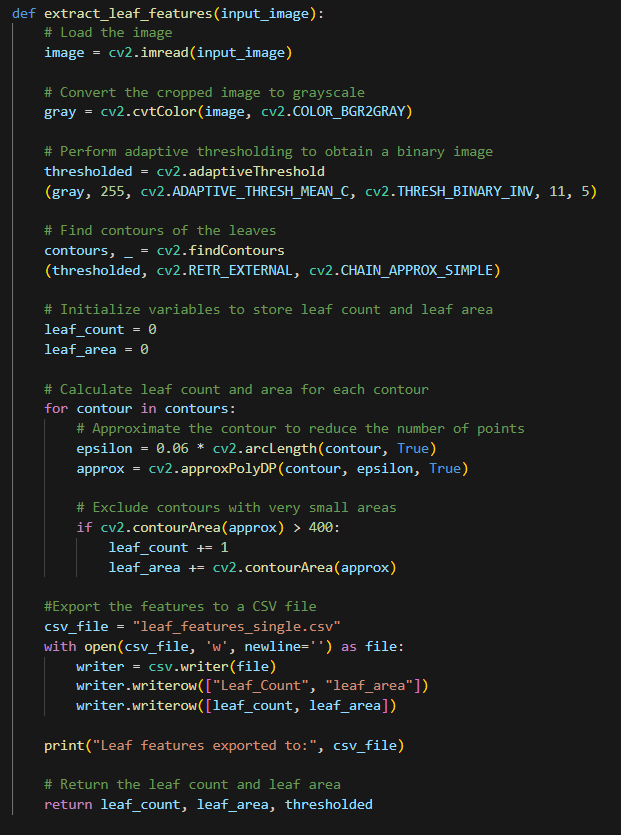 def extract_leaf_features(input_image):
    # Load the image
    image = cv2.imread(input_image)

    # Convert the cropped image to grayscale
    gray = cv2.cvtColor(image, cv2.COLOR_BGR2GRAY)

    # Perform adaptive thresholding to obtain a binary image
    thresholded = cv2.adaptiveThreshold
    (gray, 255, cv2.ADAPTIVE_THRESH_MEAN_C, cv2.THRESH_BINARY_INV, 11, 5)

    # Find contours of the leaves
    contours, _ = cv2.findContours
    (thresholded, cv2.RETR_EXTERNAL, cv2.CHAIN_APPROX_SIMPLE)

    # Initialize variables to store leaf count and leaf area
    leaf_count = 0
    leaf_area = 0

    # Calculate leaf count and area for each contour
    for contour in contours:
        # Approximate the contour to reduce the number of points
        epsilon = 0.06 * cv2.arcLength(contour, True)
        approx = cv2.approxPolyDP(contour, epsilon, True)

        # Exclude contours with very small areas
        if cv2.contourArea(approx) > 400:
            leaf_count += 1
            leaf_area += cv2.contourArea(approx)

    #Export the features to a CSV file
    csv_file = "leaf_features_single.csv"
    with open(csv_file, 'w', newline='') as file:
        writer = csv.writer(file)
        writer.writerow(["Leaf_Count", "leaf_area"])
        writer.writerow([leaf_count, leaf_area])

    print("Leaf features exported to:", csv_file)

    # Return the leaf count and leaf area
    return leaf_count, leaf_area, thresholded